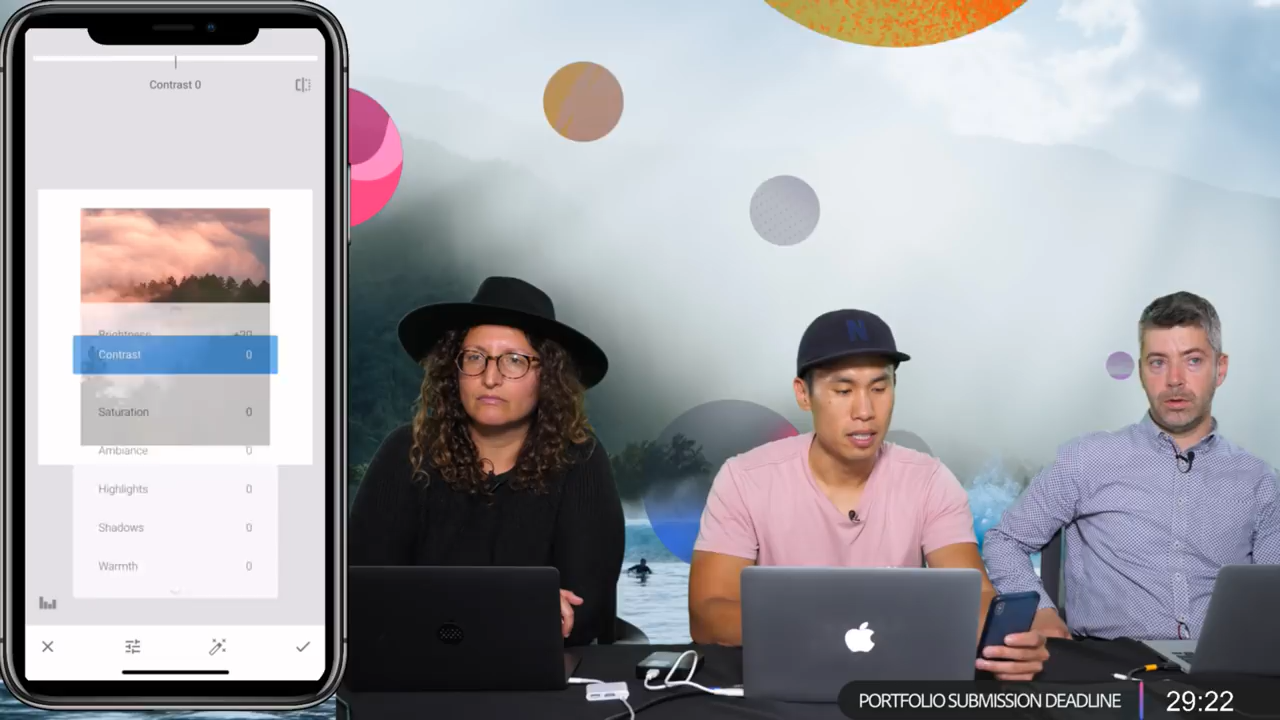 Contrast 0
Brightness +20
Contrast 0
Saturation 0
Ambiance 0
Highlights 0
Shadows 0
Warmth 0
N
PORTFOLIO SUBMISSION DEADLINE 29:22